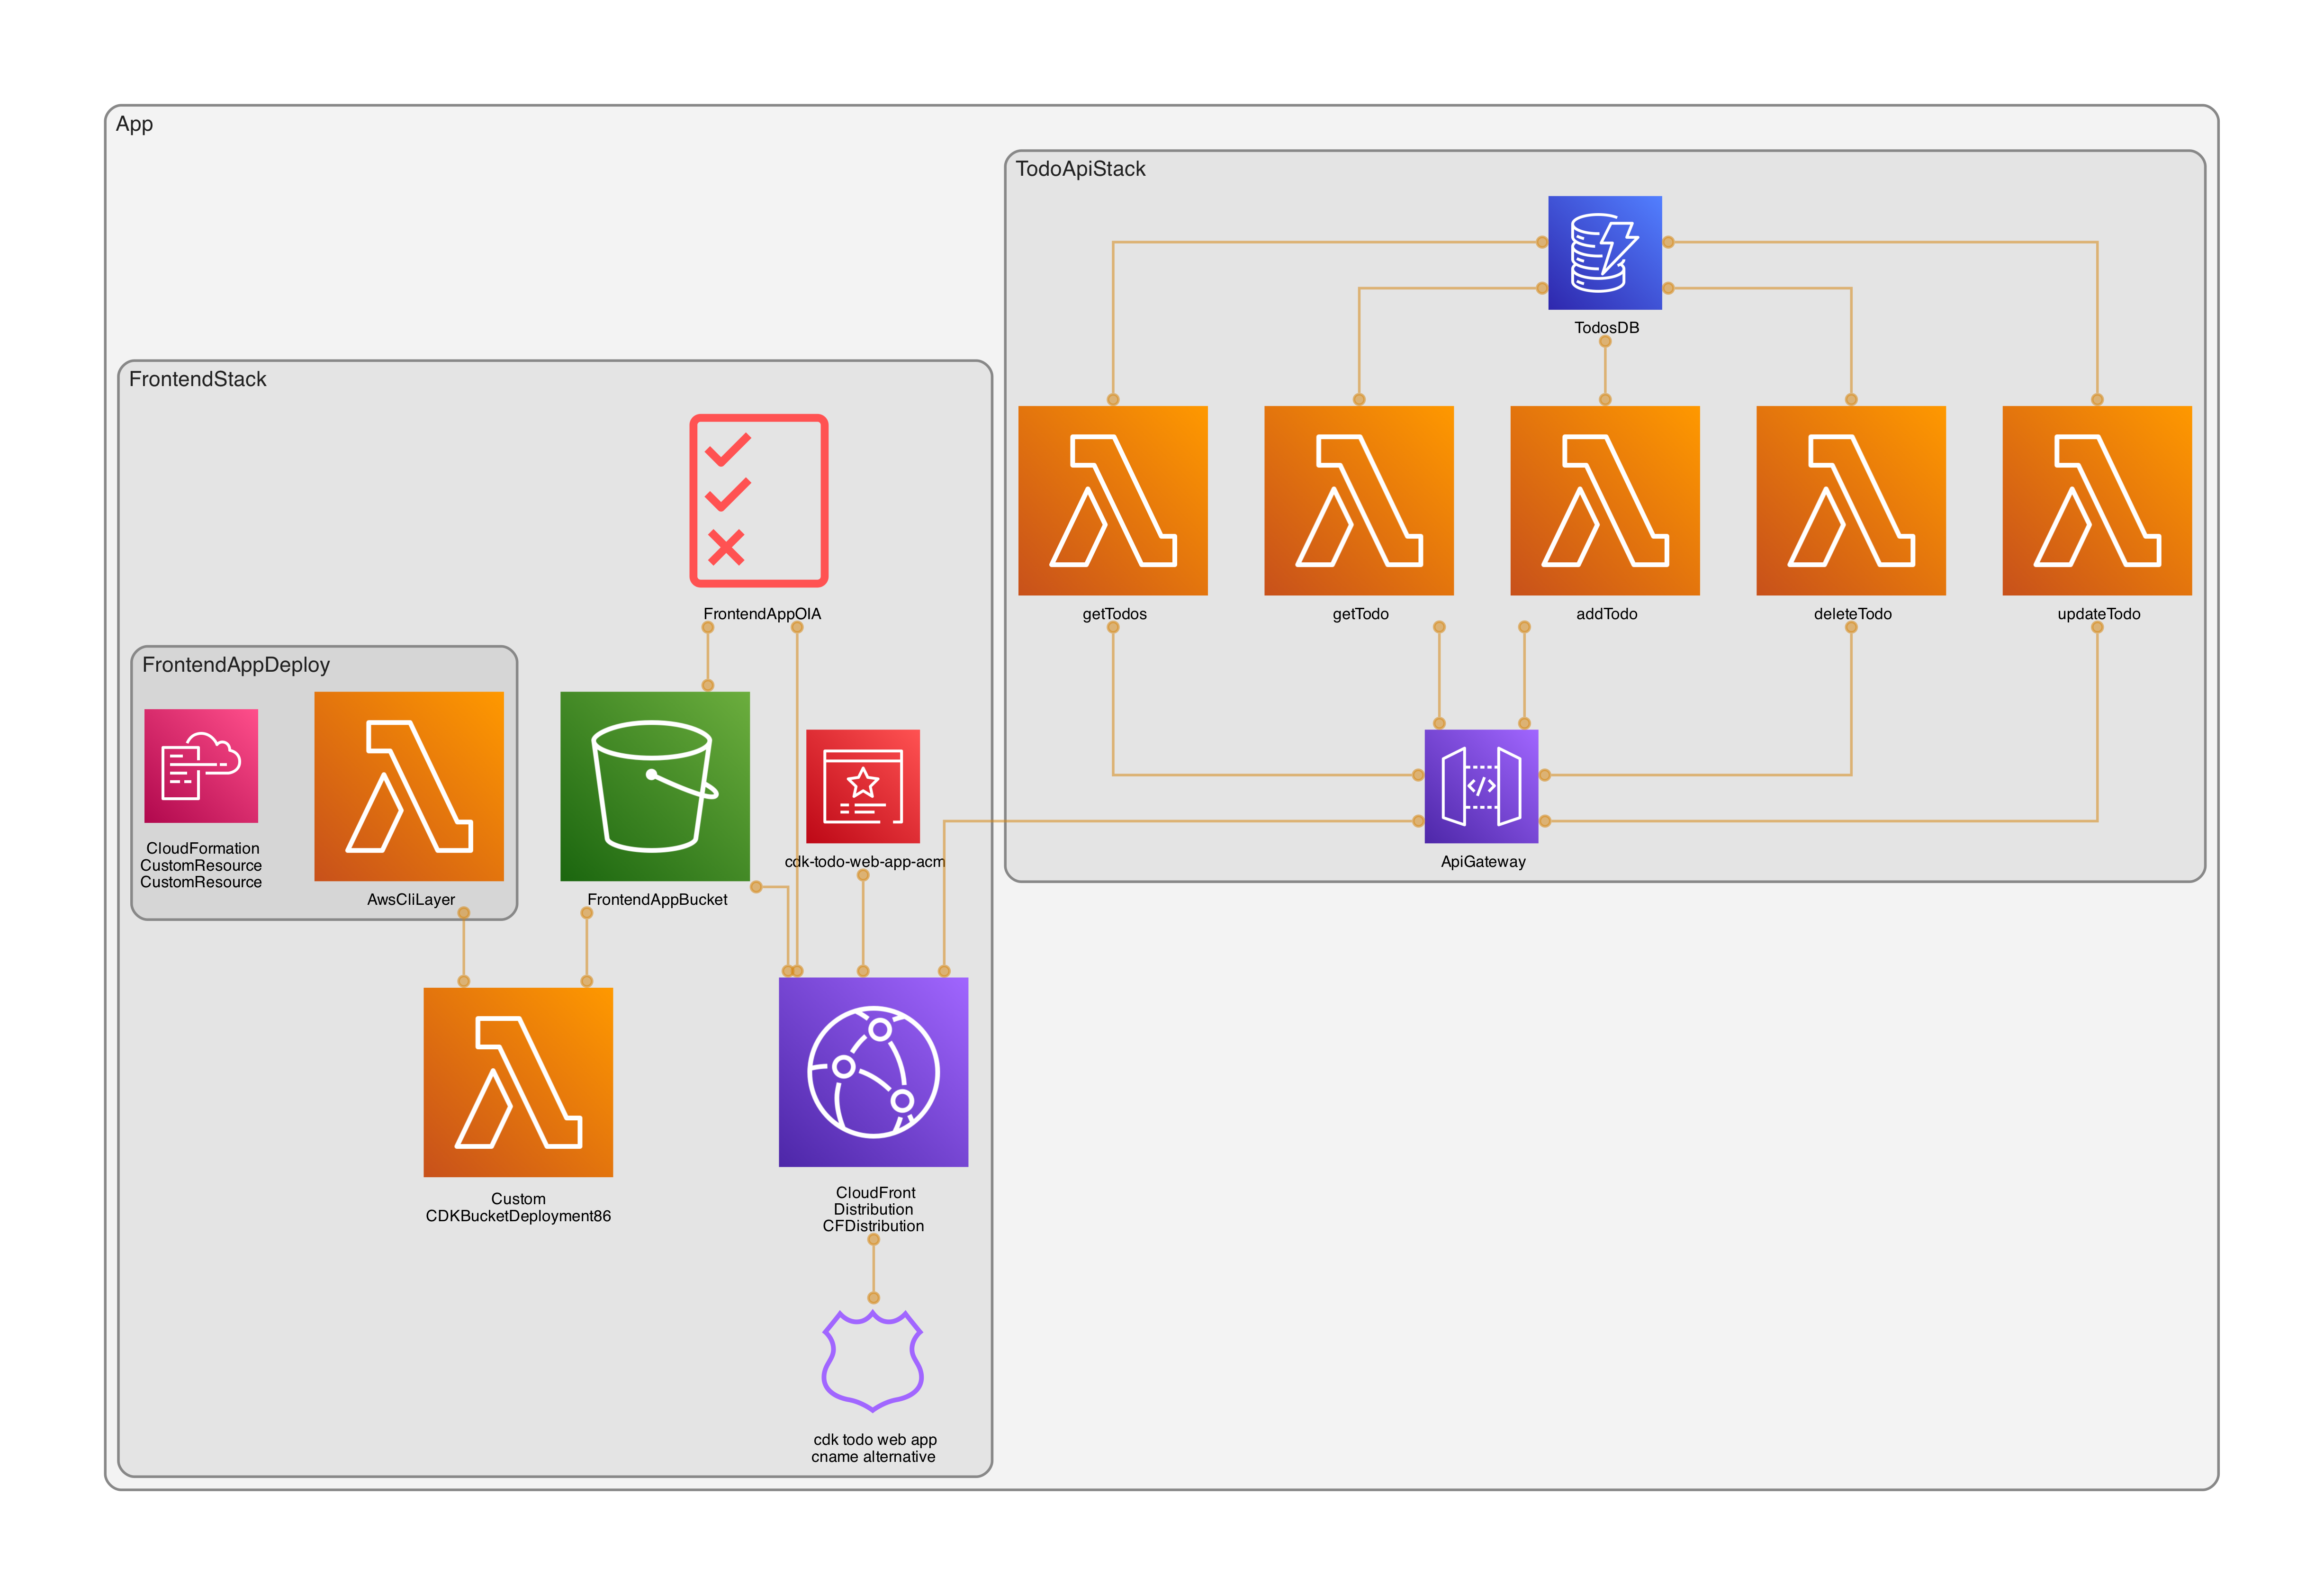 App
TodoApiStack
TodosDB
FrontendStack
getTodos
getTodo
addTodo
deleteTodo
updateTodo
FrontendAppOIA
FrontendAppDeploy
CloudFormation
CustomResource
CustomResource
AwsCliLayer
FrontendAppBucket
cdk-todo-web-app-acm
</>
ApiGateway
Custom
CDKBucketDeployment86
CloudFront
Distribution
CFDistribution
cdk todo web app
cname alternative